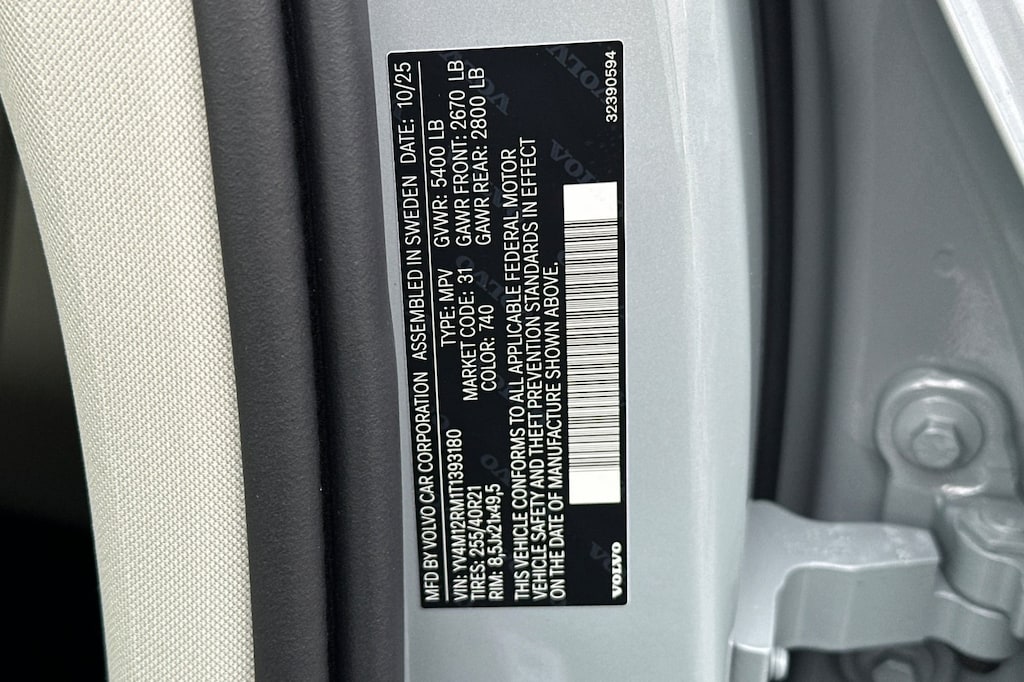 MFD BY VOLVO CAR CORPORATION ASSEMBLED IN SWEDEN DATE: 10/25
VIN: YV4M12RM1T1393180 TYPE: MPV GVWR: 5400 LB
TIRES: 255/40R21 MARKET CODE: 31 GAWR FRONT: 2670 LB
RIM: 8,5Jx21x49,5 COLOR: 740 GAWR REAR: 2800 LB
THIS VEHICLE CONFORMS TO ALL APPLICABLE FEDERAL MOTOR
VEHICLE SAFETY AND THEFT PREVENTION STANDARDS IN EFFECT
ON THE DATE OF MANUFACTURE SHOWN ABOVE.
VOLVO 32390594